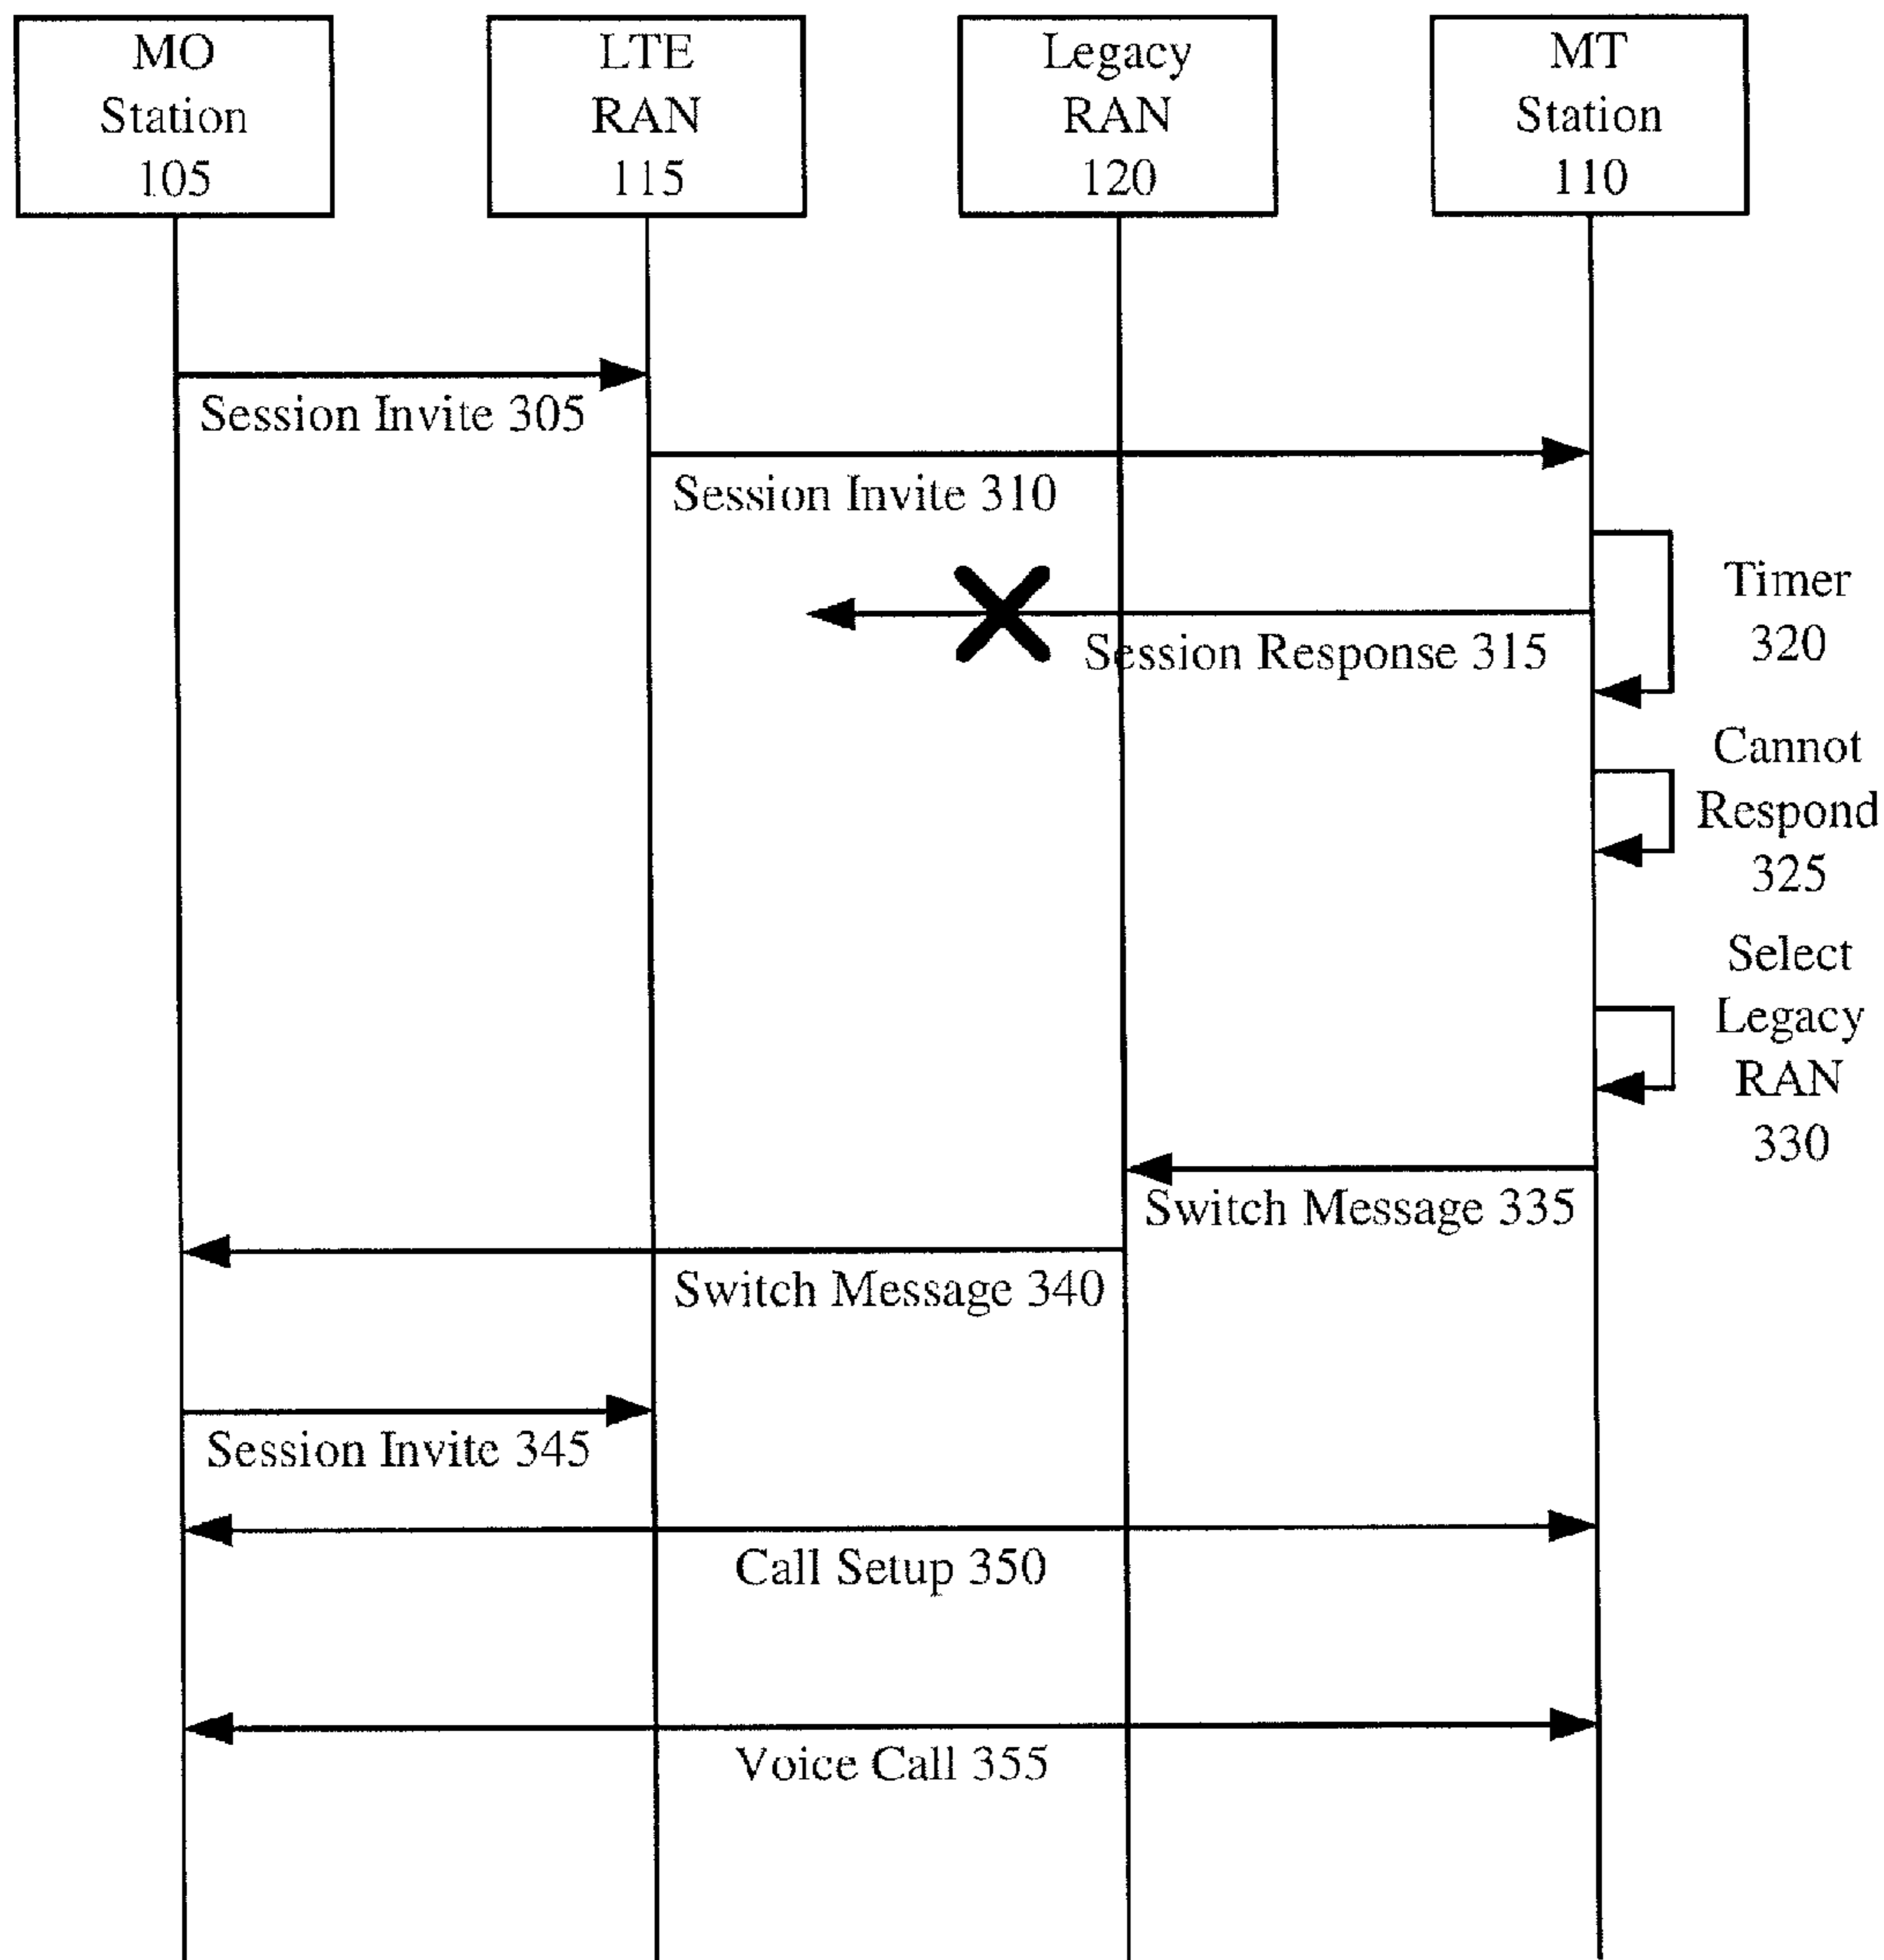 MO
Station
105
LTE
RAN
115
Legacy
RAN
120
MT
Station
110
Session Invite 305
Session Invite 310
Timer
320
Session Response 315
Cannot
Respond
325
Select
Legacy
RAN
330
Switch Message 335
Switch Message 340
Session Invite 345
Call Setup 350
Voice Call 355